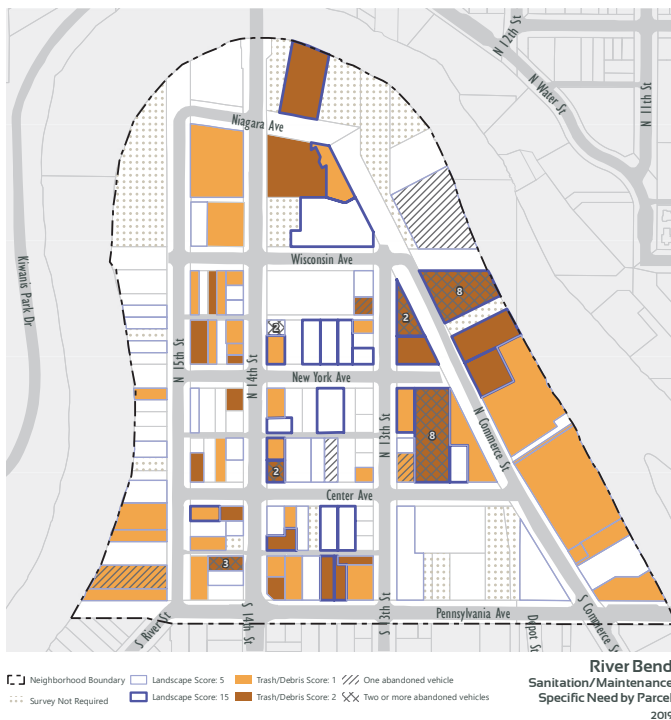 N 12th St
N Water St
N 11th St
Niagara Ave
Kiwanis Park Dr
Wisconsin Ave
8
2
2
N 15th St
N 14th St
New York Ave
N 13th St
N Commerce St
8
2
Center Ave
3
S River St
S 14th St
S 13th St
Pennsylvania Ave
Depot St
S Commerce St
River Bend
Sanitation/Maintenance
Specific Need by Parcel
2019
Neighborhood Boundary
Landscape Score: 5
Trash/Debris Score: 1
One abandoned vehicle
Survey Not Required
Landscape Score: 15
Trash/Debris Score: 2
Two or more abandoned vehicles